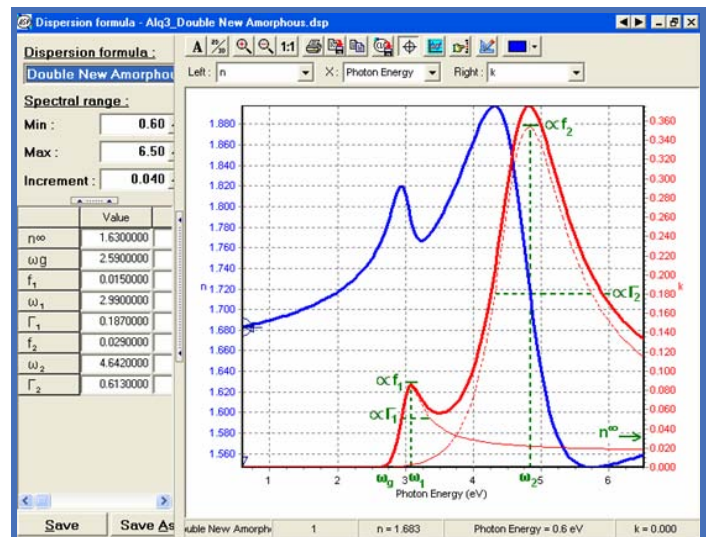 Dispersion formula - Alq3_Double New Amorphous.dsp
Dispersion formula :
Double New Amorphou
Spectral range :
Min : 0.60
Max : 6.50
Increment : 0.040
Value
n∞ 1.6300000
ωg 2.5900000
f₁ 0.0150000
ω₁ 2.9900000
Γ₁ 0.1870000
f₂ 0.0290000
ω₂ 4.6420000
Γ₂ 0.6130000
Save Save As
A 1:1
Left : n X : Photon Energy Right : k
1.880
1.860
1.840
1.820
1.800
1.780
1.760
1.740
1.720
1.700
1.680
1.660
1.640
1.620
1.600
1.580
1.560
n
0.360
0.340
0.320
0.300
0.280
0.260
0.240
0.220
0.200
0.180
0.160
0.140
0.120
0.100
0.080
0.060
0.040
0.020
0.000
k
∝f₂
∝Γ₂
∝f₁
∝Γ₁
n∞
1 2 3 4 5 6
ωg ω₁ ω₂
Photon Energy (eV)
ouble New Amorph 1 n = 1.683 Photon Energy = 0.6 eV k = 0.000